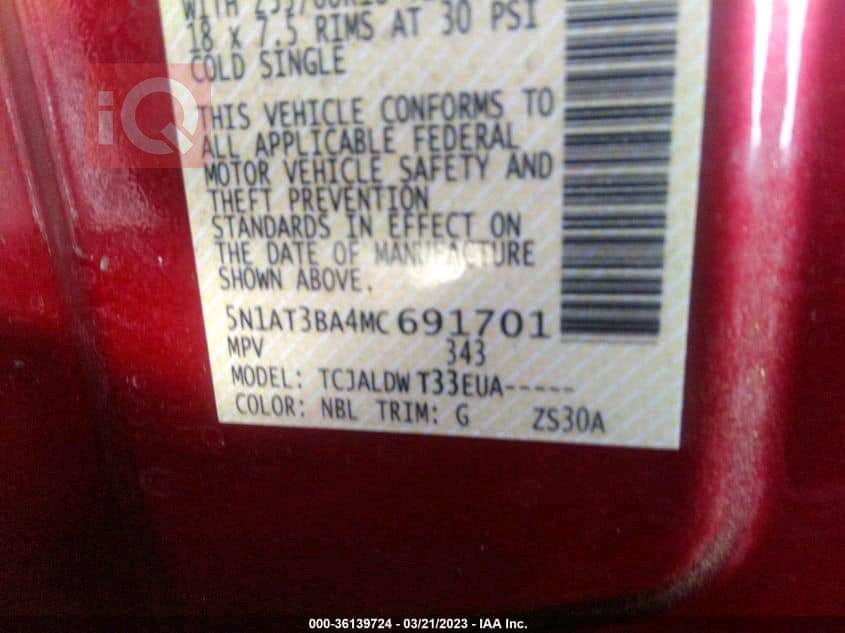 18 X 7.5 RIMS AT 30 PSI
COLD SINGLE
THIS VEHICLE CONFORMS TO
ALL APPLICABLE FEDERAL
MOTOR VEHICLE SAFETY AND
THEFT PREVENTION
STANDARDS IN EFFECT ON
THE DATE OF MANUFACTURE
SHOWN ABOVE.
5N1AT3BA4MC 691701
MPV 343
MODEL: TCJALDW T33EUA-----
COLOR: NBL TRIM: G ZS30A
iQ
000-36139724 — 03/21/2023 — IAA Inc.